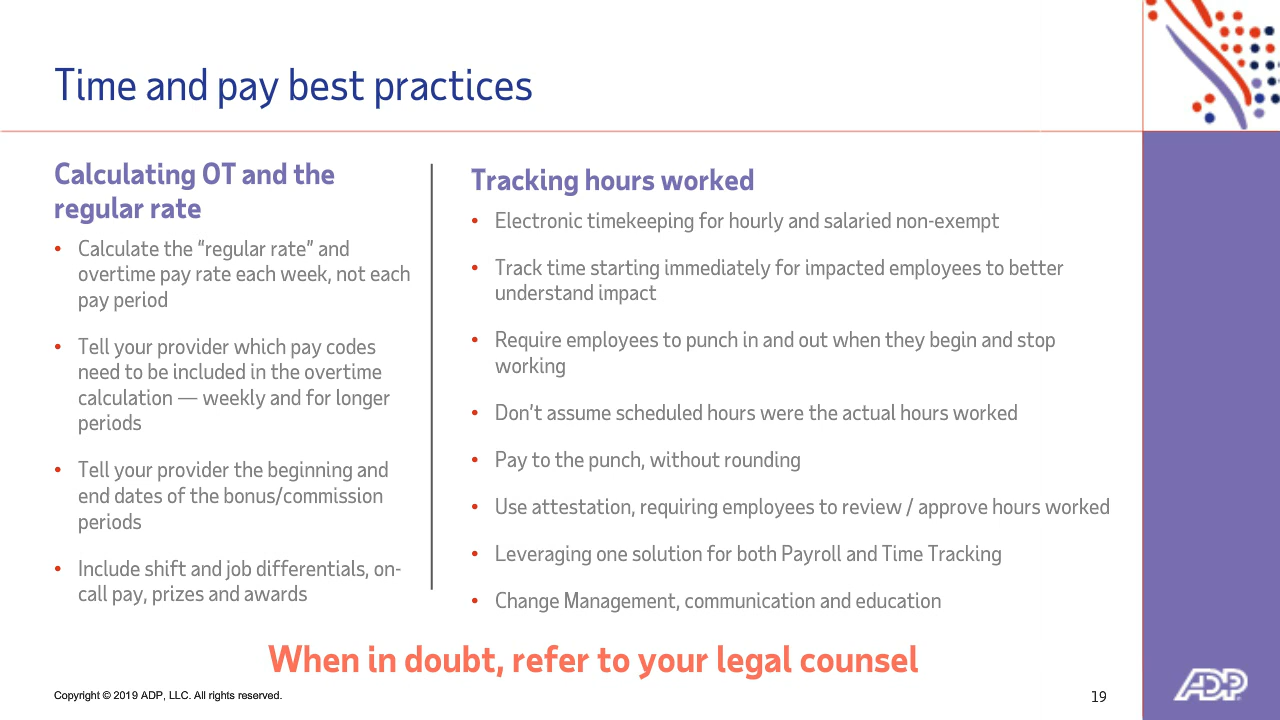 Time and pay best practices
Calculating OT and the
regular rate
• Calculate the “regular rate” and
overtime pay rate each week, not each
pay period
• Tell your provider which pay codes
need to be included in the overtime
calculation — weekly and for longer
periods
• Tell your provider the beginning and
end dates of the bonus/commission
periods
• Include shift and job differentials, on-
call pay, prizes and awards
Tracking hours worked
• Electronic timekeeping for hourly and salaried non-exempt
• Track time starting immediately for impacted employees to better
understand impact
• Require employees to punch in and out when they begin and stop
working
• Don’t assume scheduled hours were the actual hours worked
• Pay to the punch, without rounding
• Use attestation, requiring employees to review / approve hours worked
• Leveraging one solution for both Payroll and Time Tracking
• Change Management, communication and education
When in doubt, refer to your legal counsel
Copyright © 2019 ADP, LLC. All rights reserved.
19
ADP